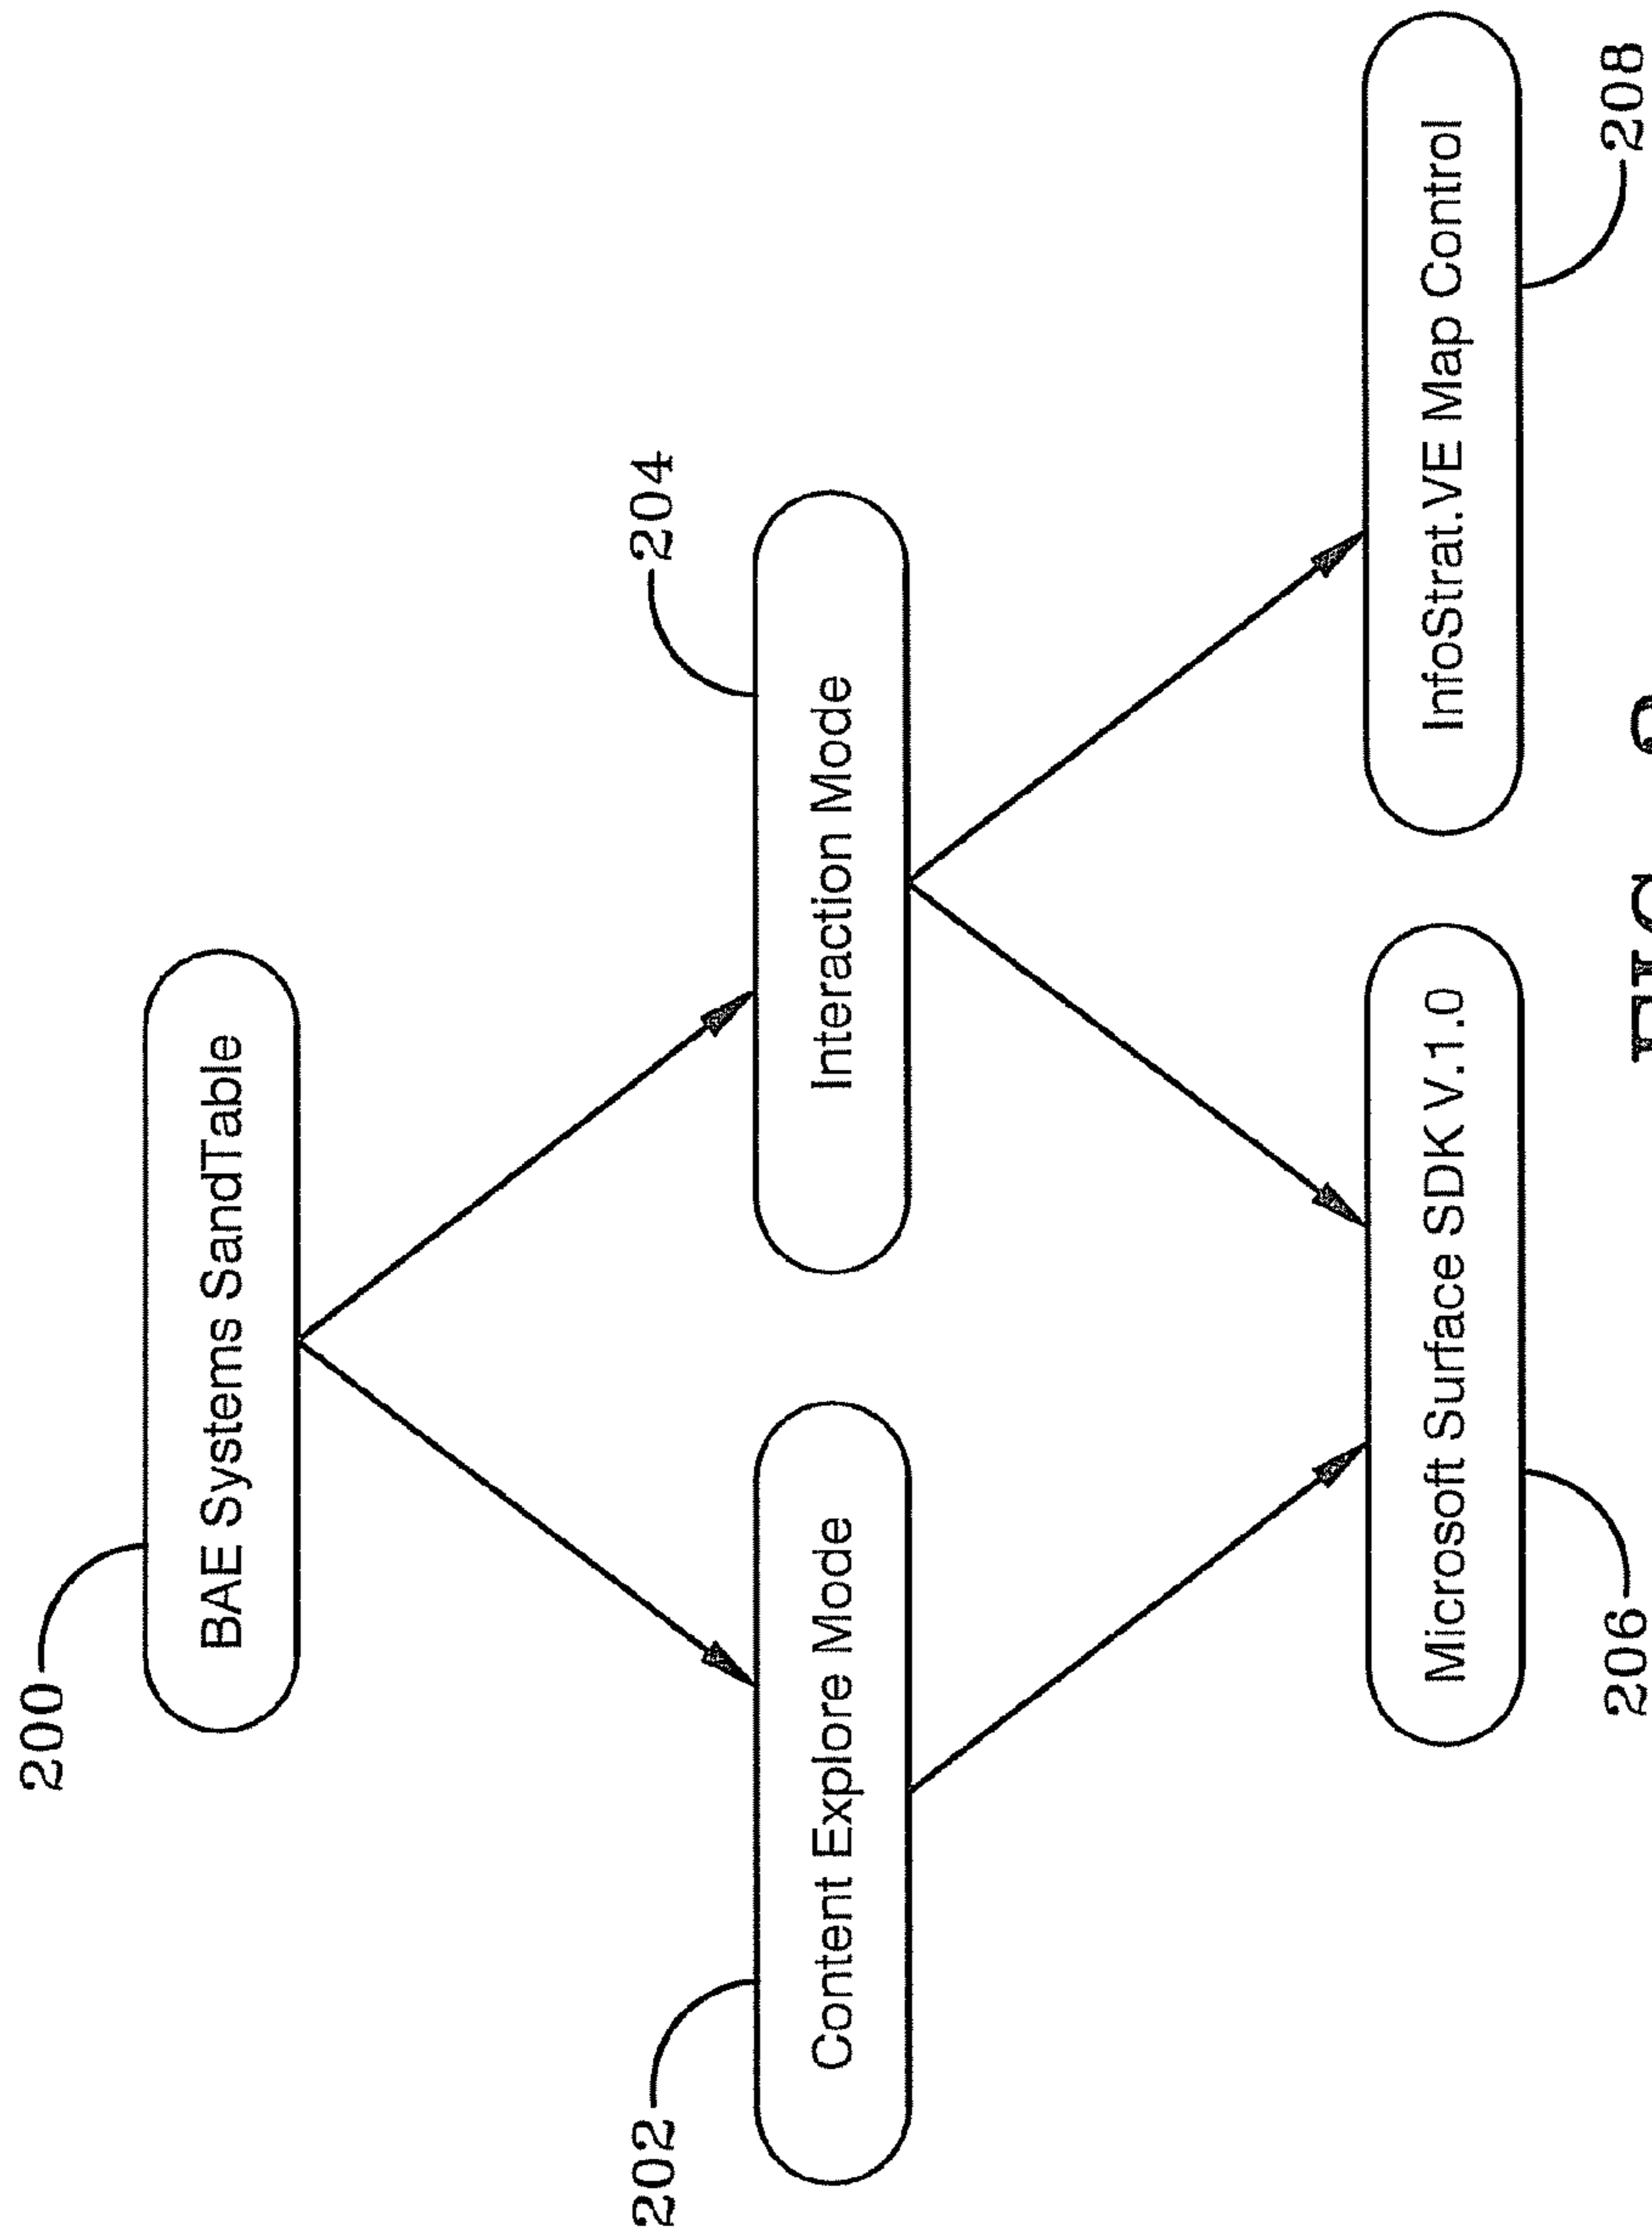 200
BAE Systems SandTable
202
204
Content Explore Mode
Interaction Mode
Microsoft Surface SDK V.1.0
InfoStrat.VE Map Control
206
208